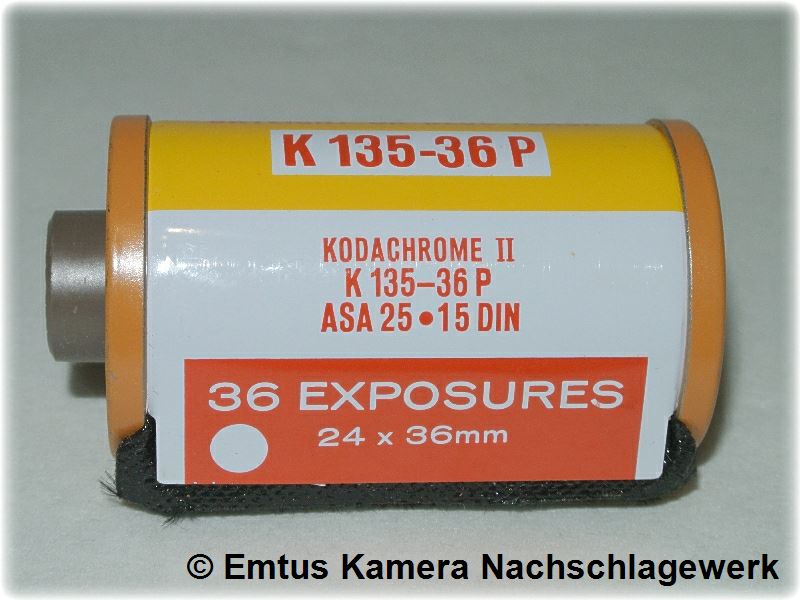 K 135-36 P
KODACHROME II
K 135–36 P
ASA 25 • 15 DIN
36 EXPOSURES
24 x 36mm
© Emtus Kamera Nachschlagewerk